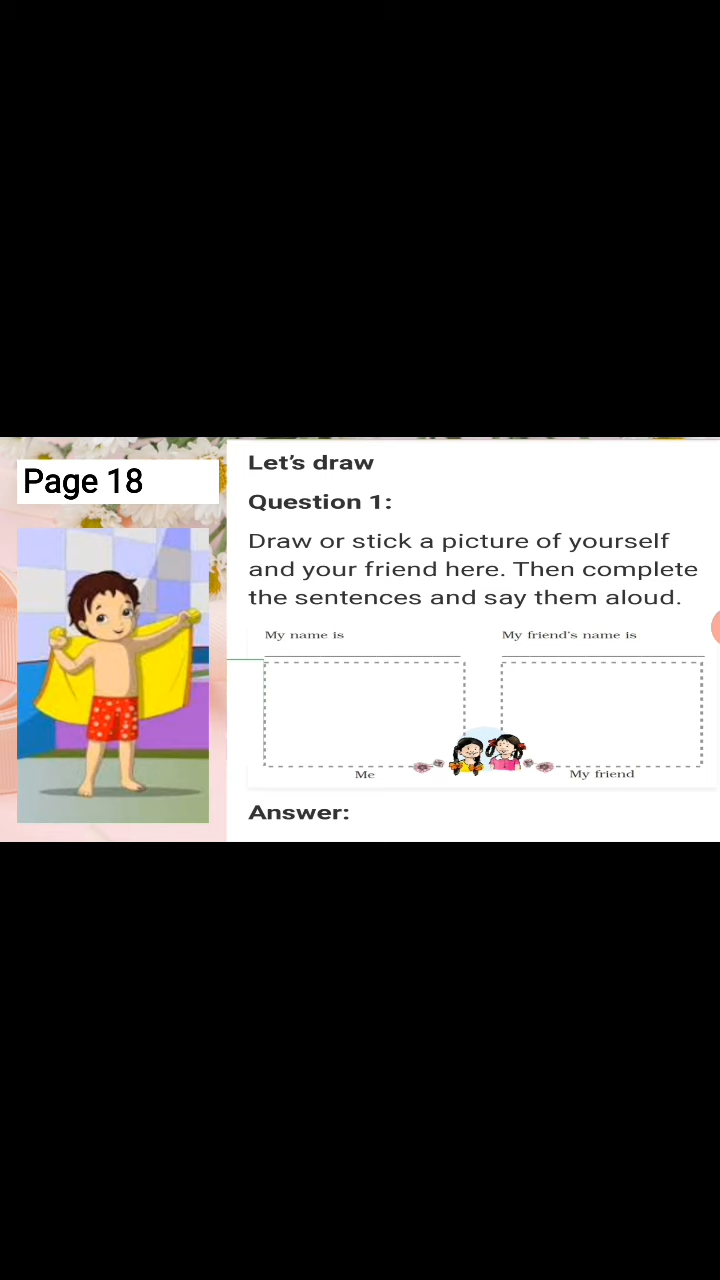 Page 18
Let's draw
Question 1:
Draw or stick a picture of yourself
and your friend here. Then complete
the sentences and say them aloud.
My name is
My friend's name is
Me
My friend
Answer: